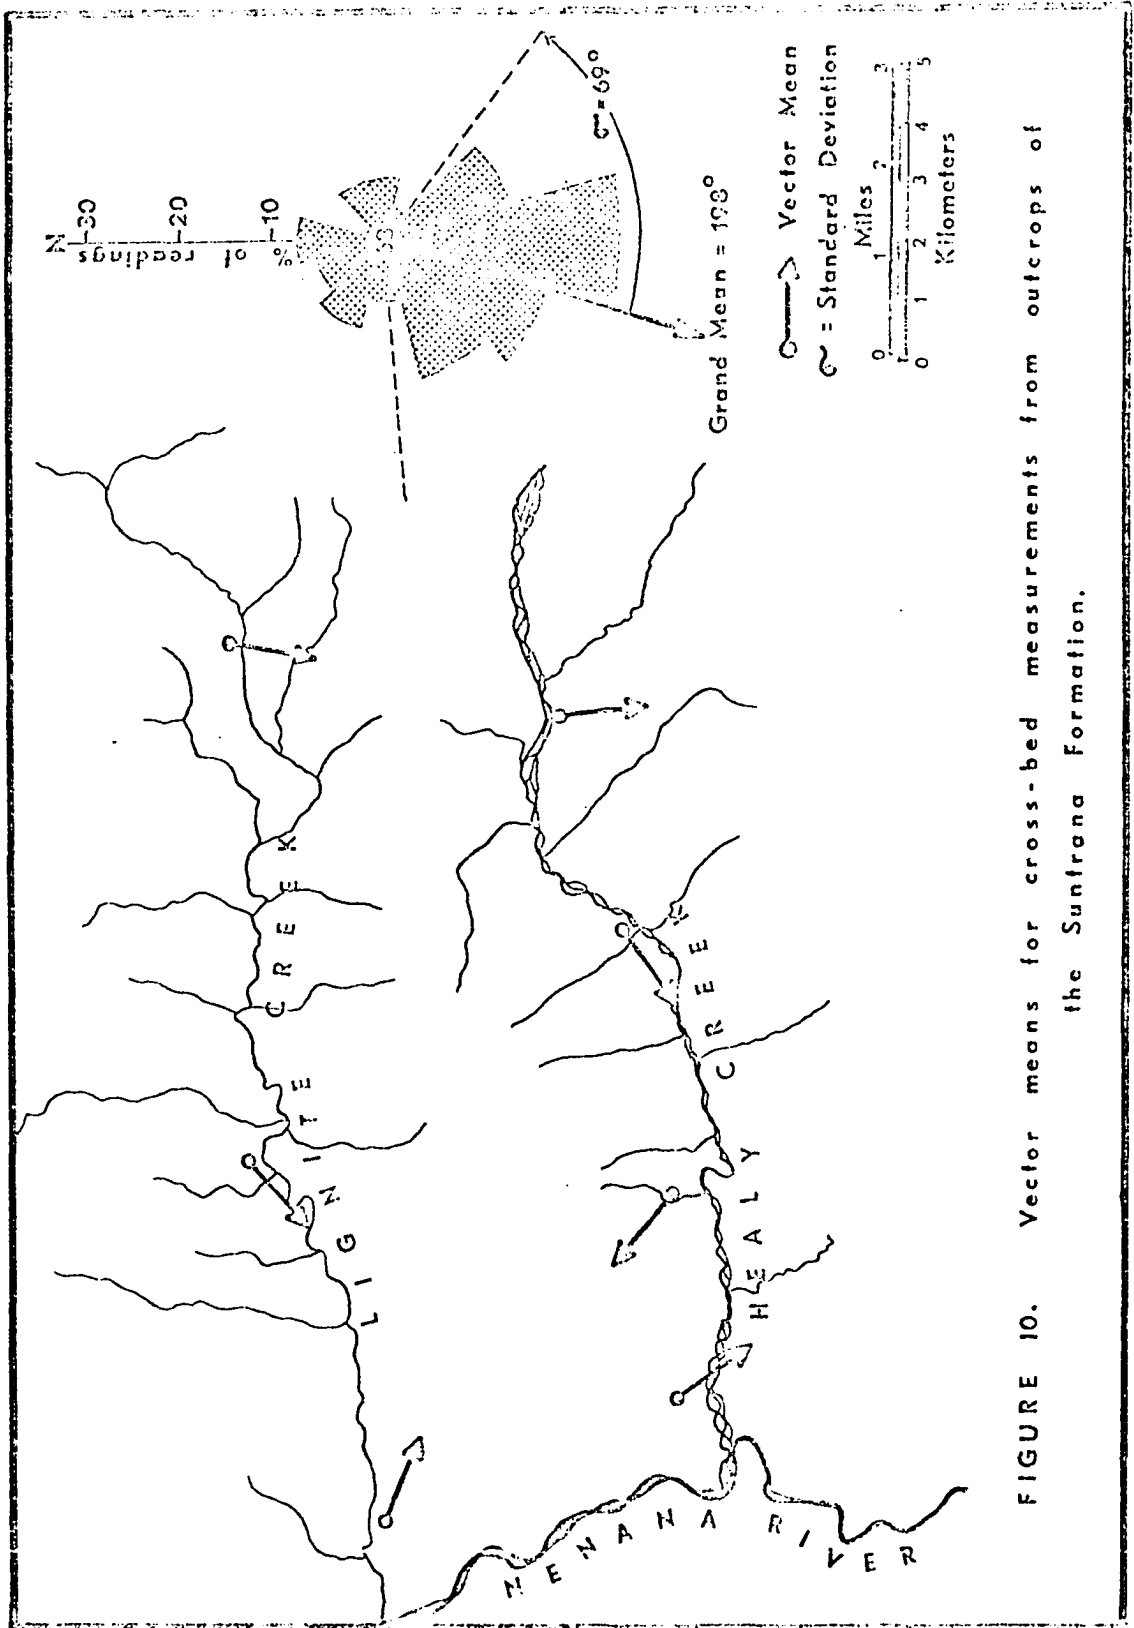 N
-30
-20
-10
% of readings
σ=69°
Grand Mean = 198°
Vector Mean
σ = Standard Deviation
Miles
0 1 2 3
0 1 2 3 4 5
Kilometers
LIGNITE CREEK
HEALY CREEK
NENANA RIVER
FIGURE 10. Vector means for cross-bed measurements from outcrops of
the Suntrana Formation.